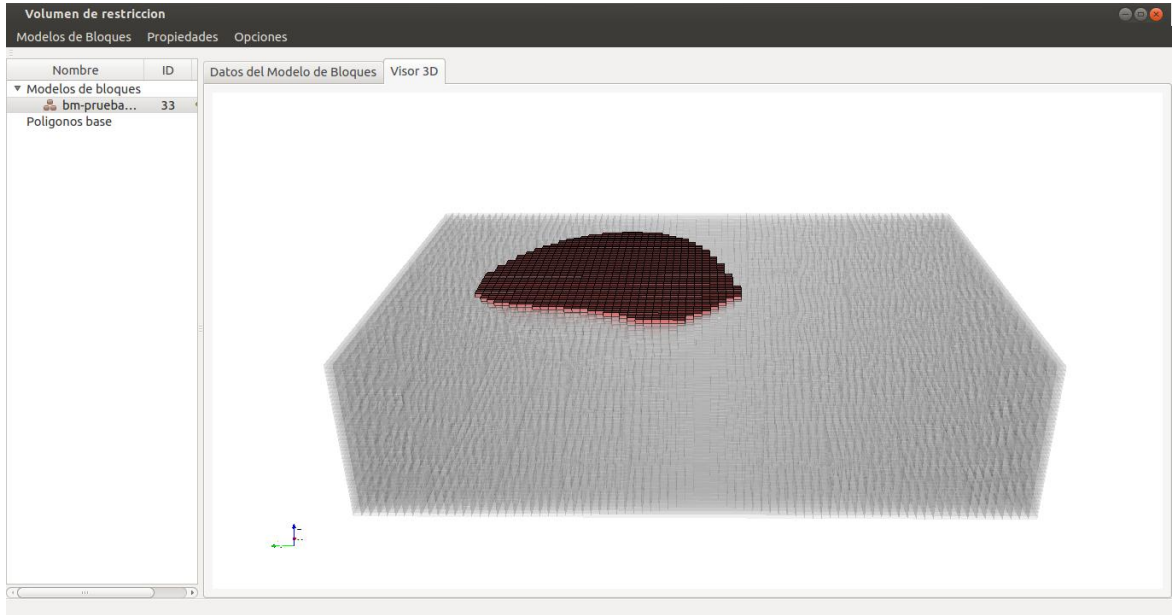 Volumen de restriccion
Modelos de Bloques Propiedades Opciones
Nombre ID
Datos del Modelo de Bloques Visor 3D
Modelos de bloques
bm-prueba... 33
Poligonos base